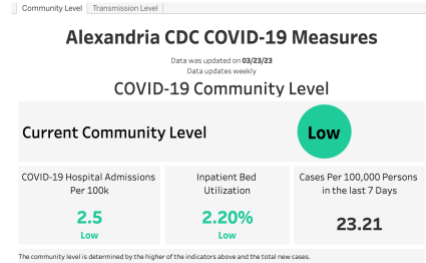 Community Level Transmission Level
Alexandria CDC COVID-19 Measures
Data was updated on 03/23/23
Data updates weekly
COVID-19 Community Level
Current Community Level
Low
COVID-19 Hospital Admissions
Per 100k
2.5
Low
Inpatient Bed
Utilization
2.20%
Low
Cases Per 100,000 Persons
in the last 7 Days
23.21
The community level is determined by the higher of the indicators above and the total new cases.